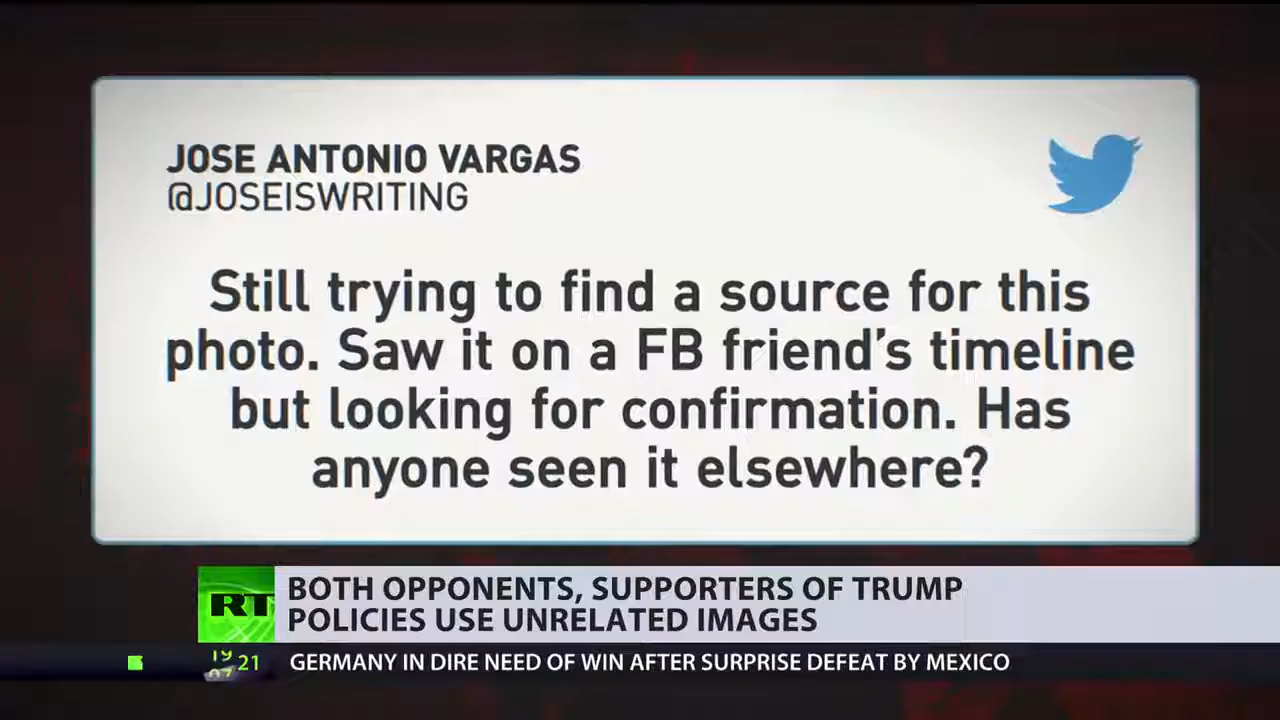 JOSE ANTONIO VARGAS
@JOSEISWRITING
Still trying to find a source for this
photo. Saw it on a FB friend's timeline
but looking for confirmation. Has
anyone seen it elsewhere?
RT
BOTH OPPONENTS, SUPPORTERS OF TRUMP
POLICIES USE UNRELATED IMAGES
21
GERMANY IN DIRE NEED OF WIN AFTER SURPRISE DEFEAT BY MEXICO